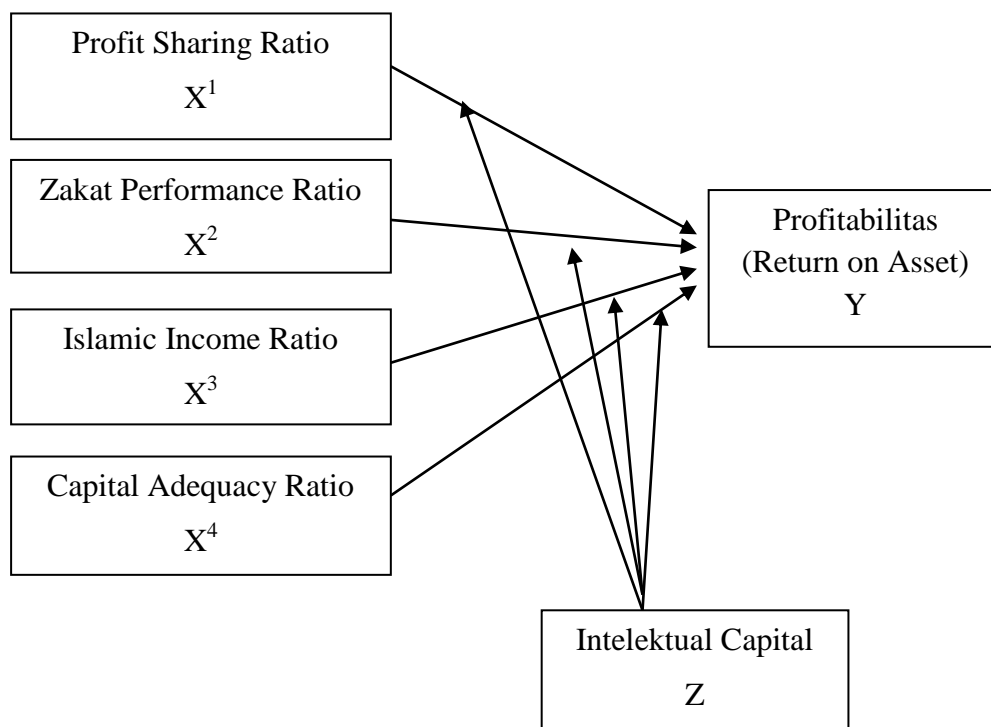 Profit Sharing Ratio
X¹
Zakat Performance Ratio
X²
Islamic Income Ratio
X³
Capital Adequacy Ratio
X⁴
Profitabilitas
(Return on Asset)
Y
Intelektual Capital
Z